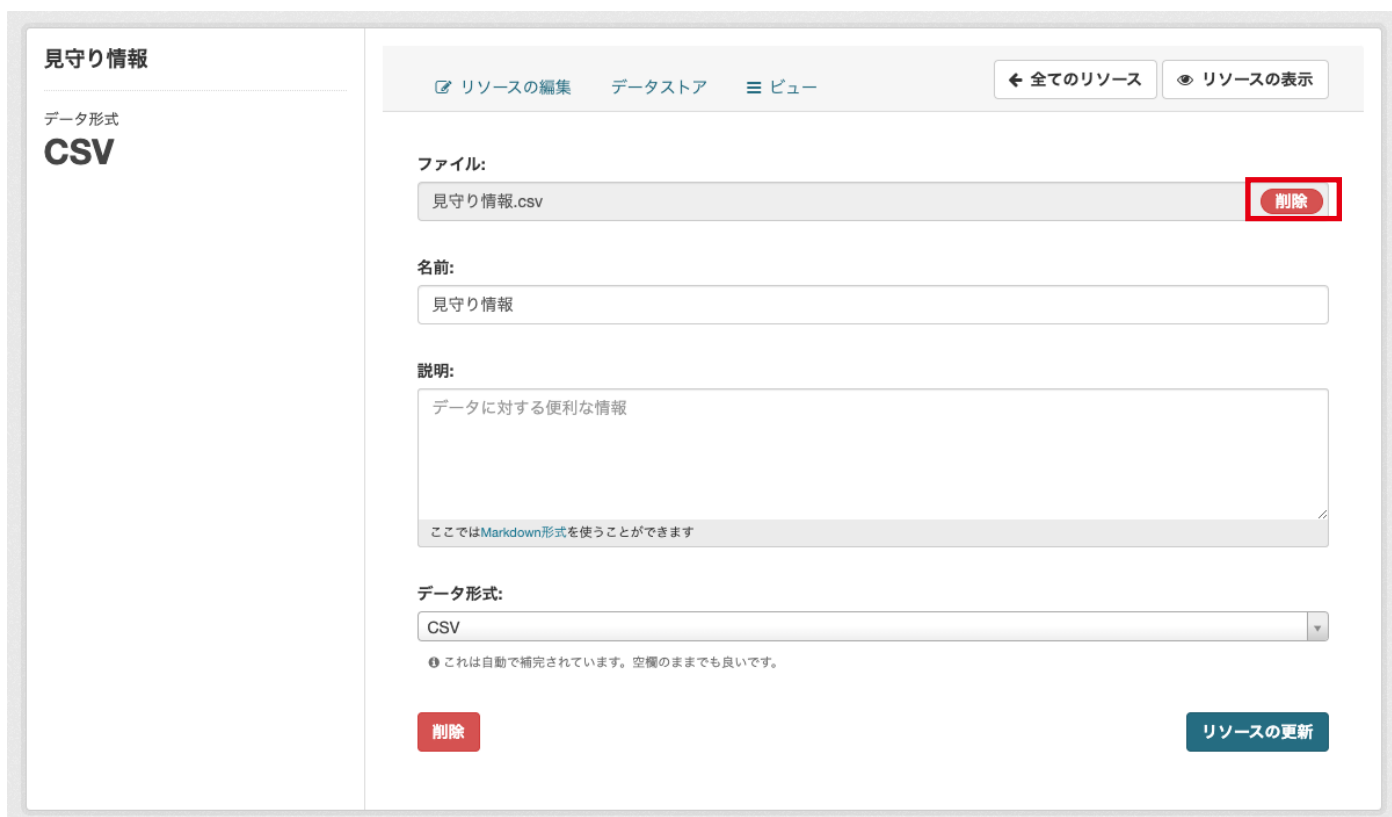 見守り情報
データ形式
CSV
リソースの編集 データストア ビュー 全てのリソース リソースの表示
ファイル:
見守り情報.csv 削除
名前:
見守り情報
説明:
データに対する便利な情報
ここではMarkdown形式を使うことができます
データ形式:
CSV
これは自動で補完されています。空欄のままでも良いです。
削除 リソースの更新